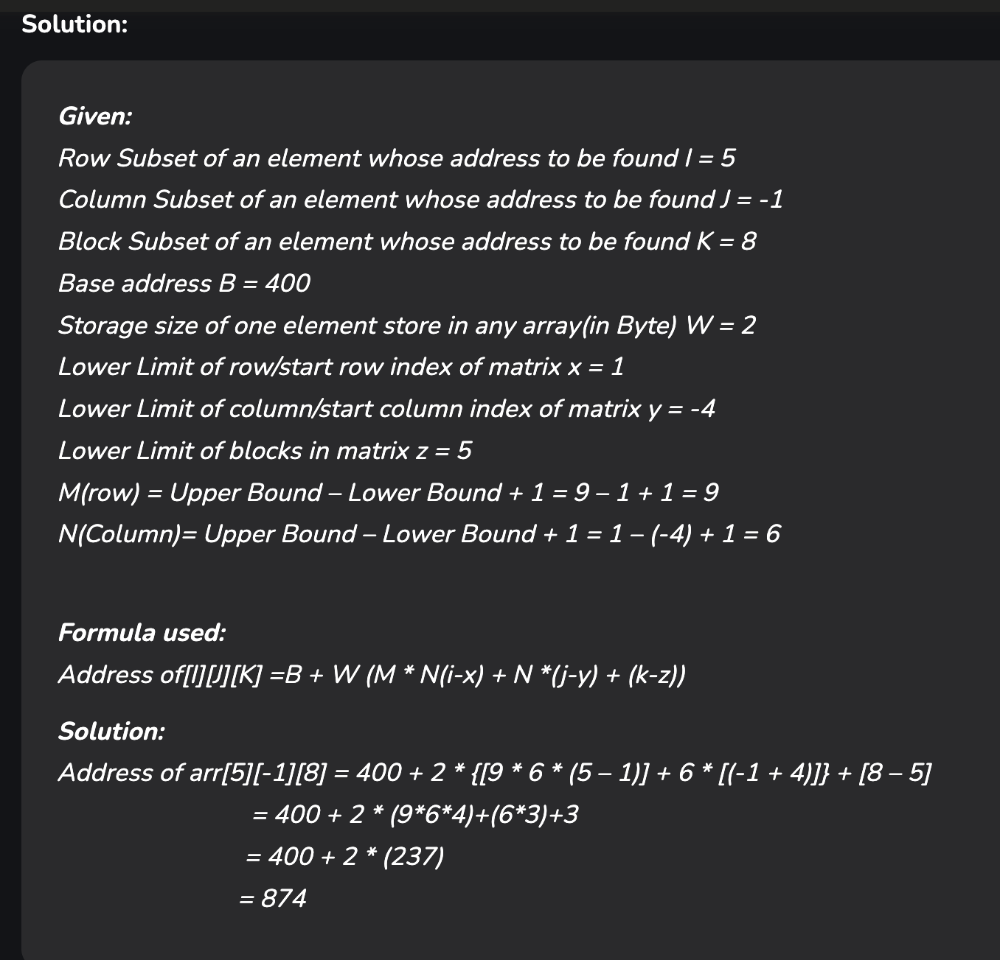 Solution:
Given:
Row Subset of an element whose address to be found I = 5
Column Subset of an element whose address to be found J = -1
Block Subset of an element whose address to be found K = 8
Base address B = 400
Storage size of one element store in any array(in Byte) W = 2
Lower Limit of row/start row index of matrix x = 1
Lower Limit of column/start column index of matrix y = -4
Lower Limit of blocks in matrix z = 5
M(row) = Upper Bound – Lower Bound + 1 = 9 – 1 + 1 = 9
N(Column)= Upper Bound – Lower Bound + 1 = 1 – (-4) + 1 = 6
Formula used:
Address of[I][J][K] =B + W (M * N(i-x) + N *(j-y) + (k-z))
Solution:
Address of arr[5][-1][8] = 400 + 2 * {[9 * 6 * (5 – 1)] + 6 * [(-1 + 4)]} + [8 – 5]
= 400 + 2 * (9*6*4)+(6*3)+3
= 400 + 2 * (237)
= 874